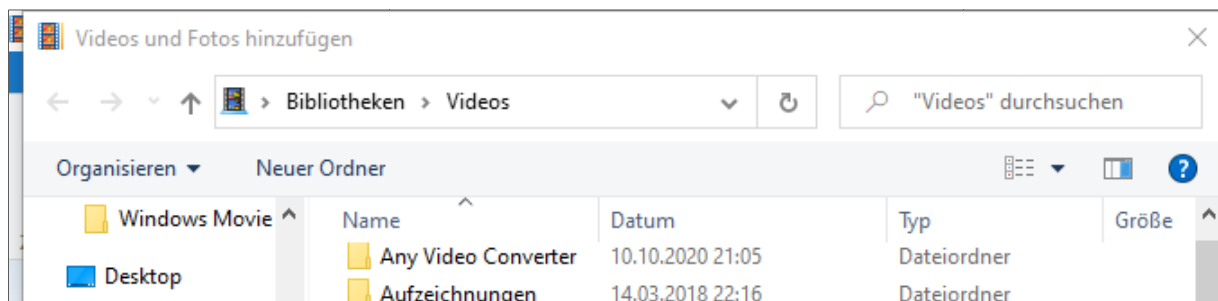 Videos und Fotos hinzufügen
Bibliotheken > Videos
"Videos" durchsuchen
Organisieren
Neuer Ordner
Windows Movie
Desktop
Name Datum Typ Größe
Any Video Converter 10.10.2020 21:05 Dateiordner
Aufzeichnungen 14.03.2018 22:16 Dateiordner